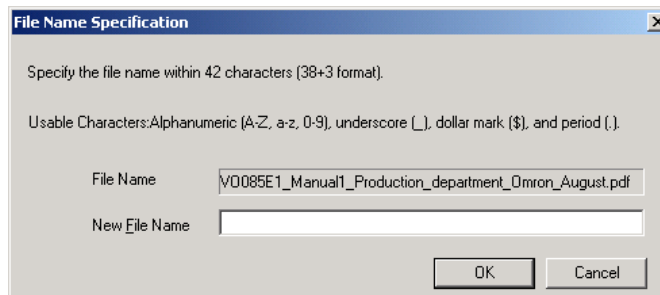 File Name Specification
Specify the file name within 42 characters (38+3 format).
Usable Characters:Alphanumeric (A-Z, a-z, 0-9), underscore (_), dollar mark ($), and period (.).
File Name VO085E1_Manual1_Production_department_Omron_August.pdf
New File Name
OK Cancel